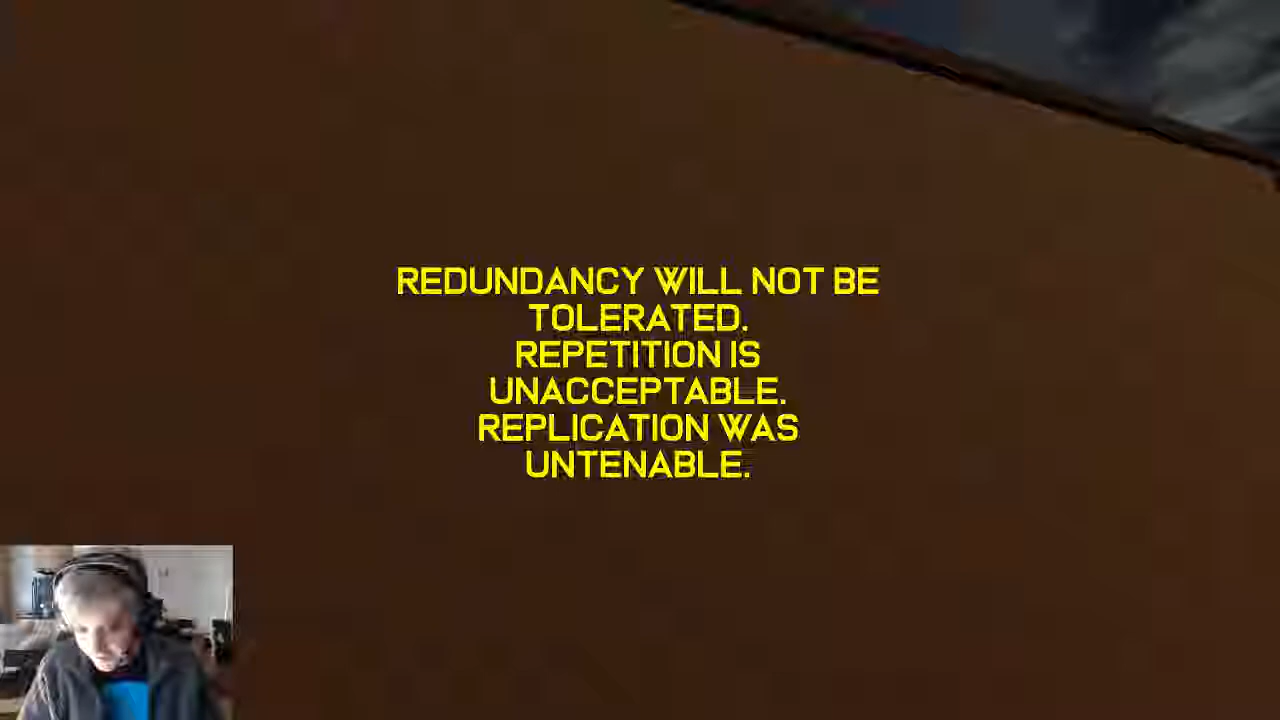 REDUNDANCY WILL NOT BE
TOLERATED.
REPETITION IS
UNACCEPTABLE.
REPLICATION WAS
UNTENABLE.